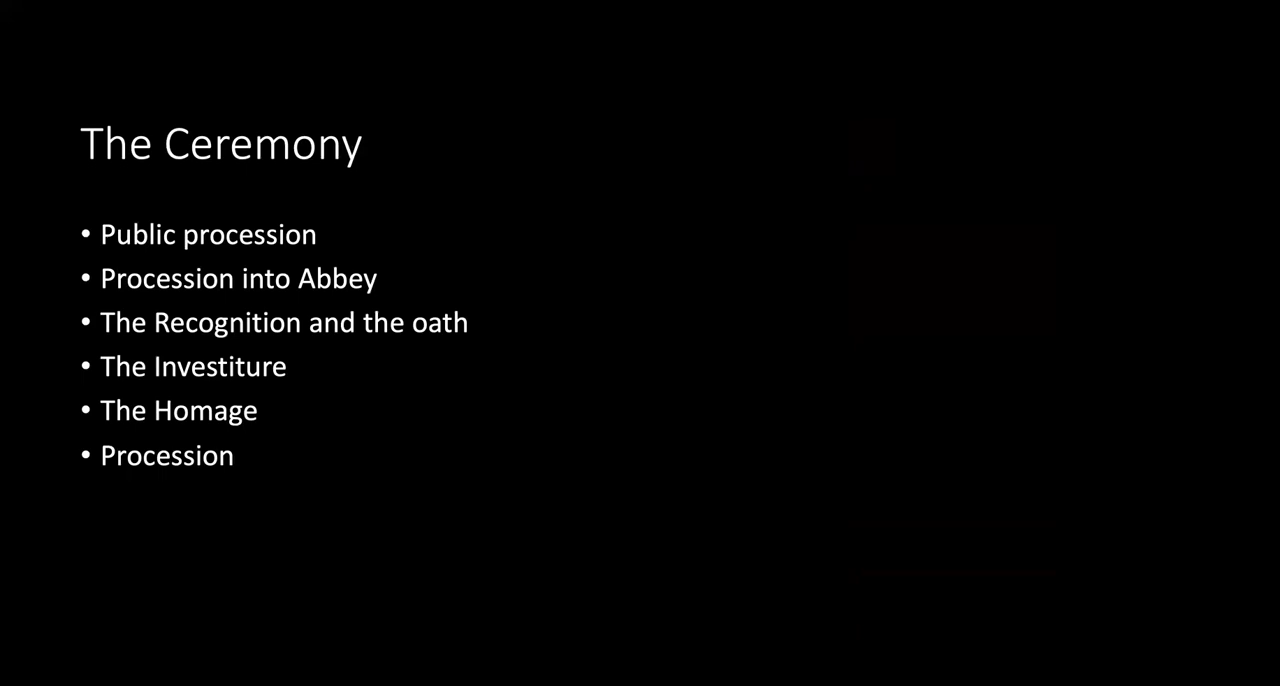 The Ceremony
• Public procession
• Procession into Abbey
• The Recognition and the oath
• The Investiture
• The Homage
• Procession